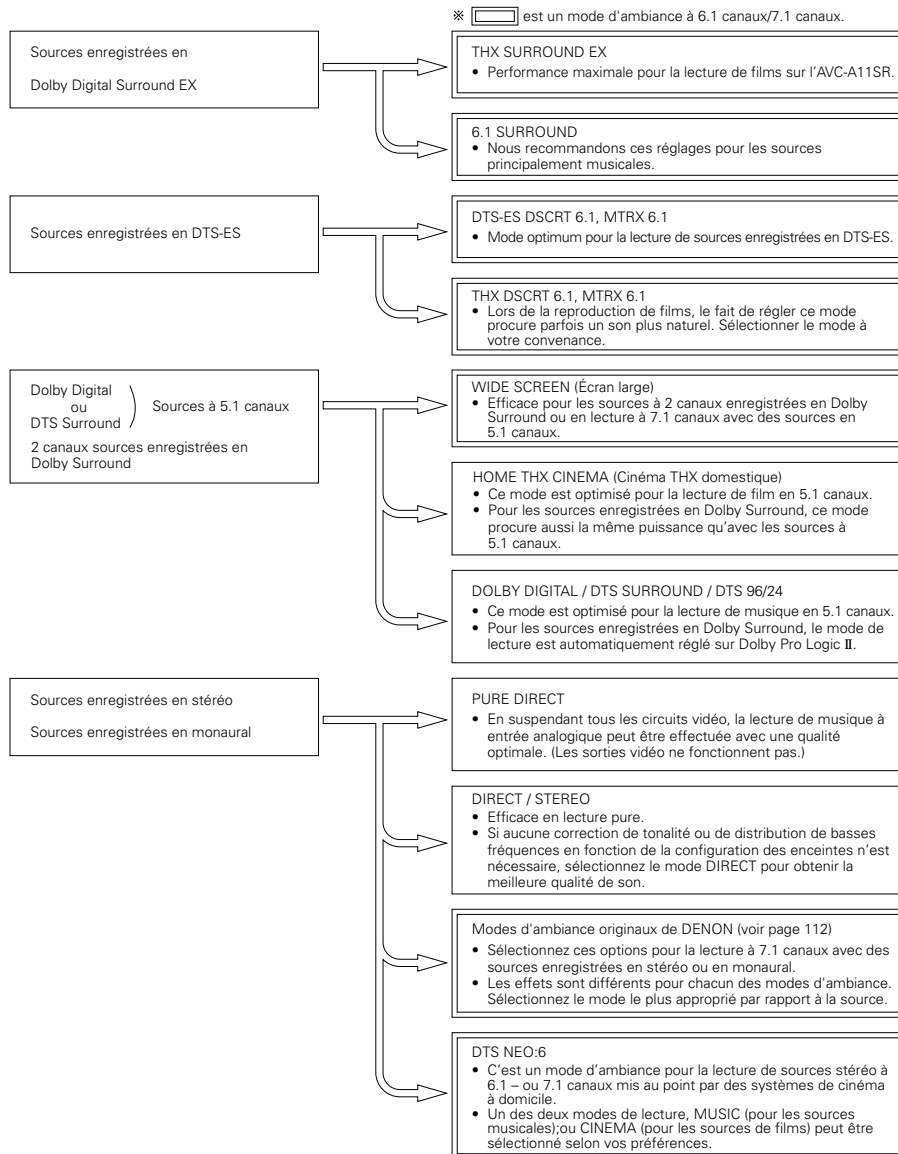 ※ est un mode d'ambiance à 6.1 canaux/7.1 canaux.
Sources enregistrées en
Dolby Digital Surround EX
THX SURROUND EX
• Performance maximale pour la lecture de films sur l'AVC-A11SR.
6.1 SURROUND
• Nous recommandons ces réglages pour les sources
principalement musicales.
Sources enregistrées en DTS-ES
DTS-ES DSCRT 6.1, MTRX 6.1
• Mode optimum pour la lecture de sources enregistrées en DTS-ES.
THX DSCRT 6.1, MTRX 6.1
• Lors de la reproduction de films, le fait de régler ce mode
procure parfois un son plus naturel. Sélectionner le mode à
votre convenance.
Dolby Digital
ou
DTS Surround
Sources à 5.1 canaux
2 canaux sources enregistrées en
Dolby Surround
WIDE SCREEN (Écran large)
• Efficace pour les sources à 2 canaux enregistrées en Dolby
Surround ou en lecture à 7.1 canaux avec des sources en
5.1 canaux.
HOME THX CINEMA (Cinéma THX domestique)
• Ce mode est optimisé pour la lecture de film en 5.1 canaux.
• Pour les sources enregistrées en Dolby Surround, ce mode
procure aussi la même puissance qu'avec les sources à
5.1 canaux.
DOLBY DIGITAL / DTS SURROUND / DTS 96/24
• Ce mode est optimisé pour la lecture de musique en 5.1 canaux.
• Pour les sources enregistrées en Dolby Surround, le mode de
lecture est automatiquement réglé sur Dolby Pro Logic II.
Sources enregistrées en stéréo
Sources enregistrées en monaural
PURE DIRECT
• En suspendant tous les circuits vidéo, la lecture de musique à
entrée analogique peut être effectuée avec une qualité
optimale. (Les sorties vidéo ne fonctionnent pas.)
DIRECT / STEREO
• Efficace en lecture pure.
• Si aucune correction de tonalité ou de distribution de basses
fréquences en fonction de la configuration des enceintes n'est
nécessaire, sélectionnez le mode DIRECT pour obtenir la
meilleure qualité de son.
Modes d'ambiance originaux de DENON (voir page 112)
• Sélectionnez ces options pour la lecture à 7.1 canaux avec des
sources enregistrées en stéréo ou en monaural.
• Les effets sont différents pour chacun des modes d'ambiance.
Sélectionnez le mode le plus approprié par rapport à la source.
DTS NEO:6
• C'est un mode d'ambiance pour la lecture de sources stéréo à
6.1 – ou 7.1 canaux mis au point par des systèmes de cinéma
à domicile.
• Un des deux modes de lecture, MUSIC (pour les sources
musicales);ou CINEMA (pour les sources de films) peut être
sélectionné selon vos préférences.